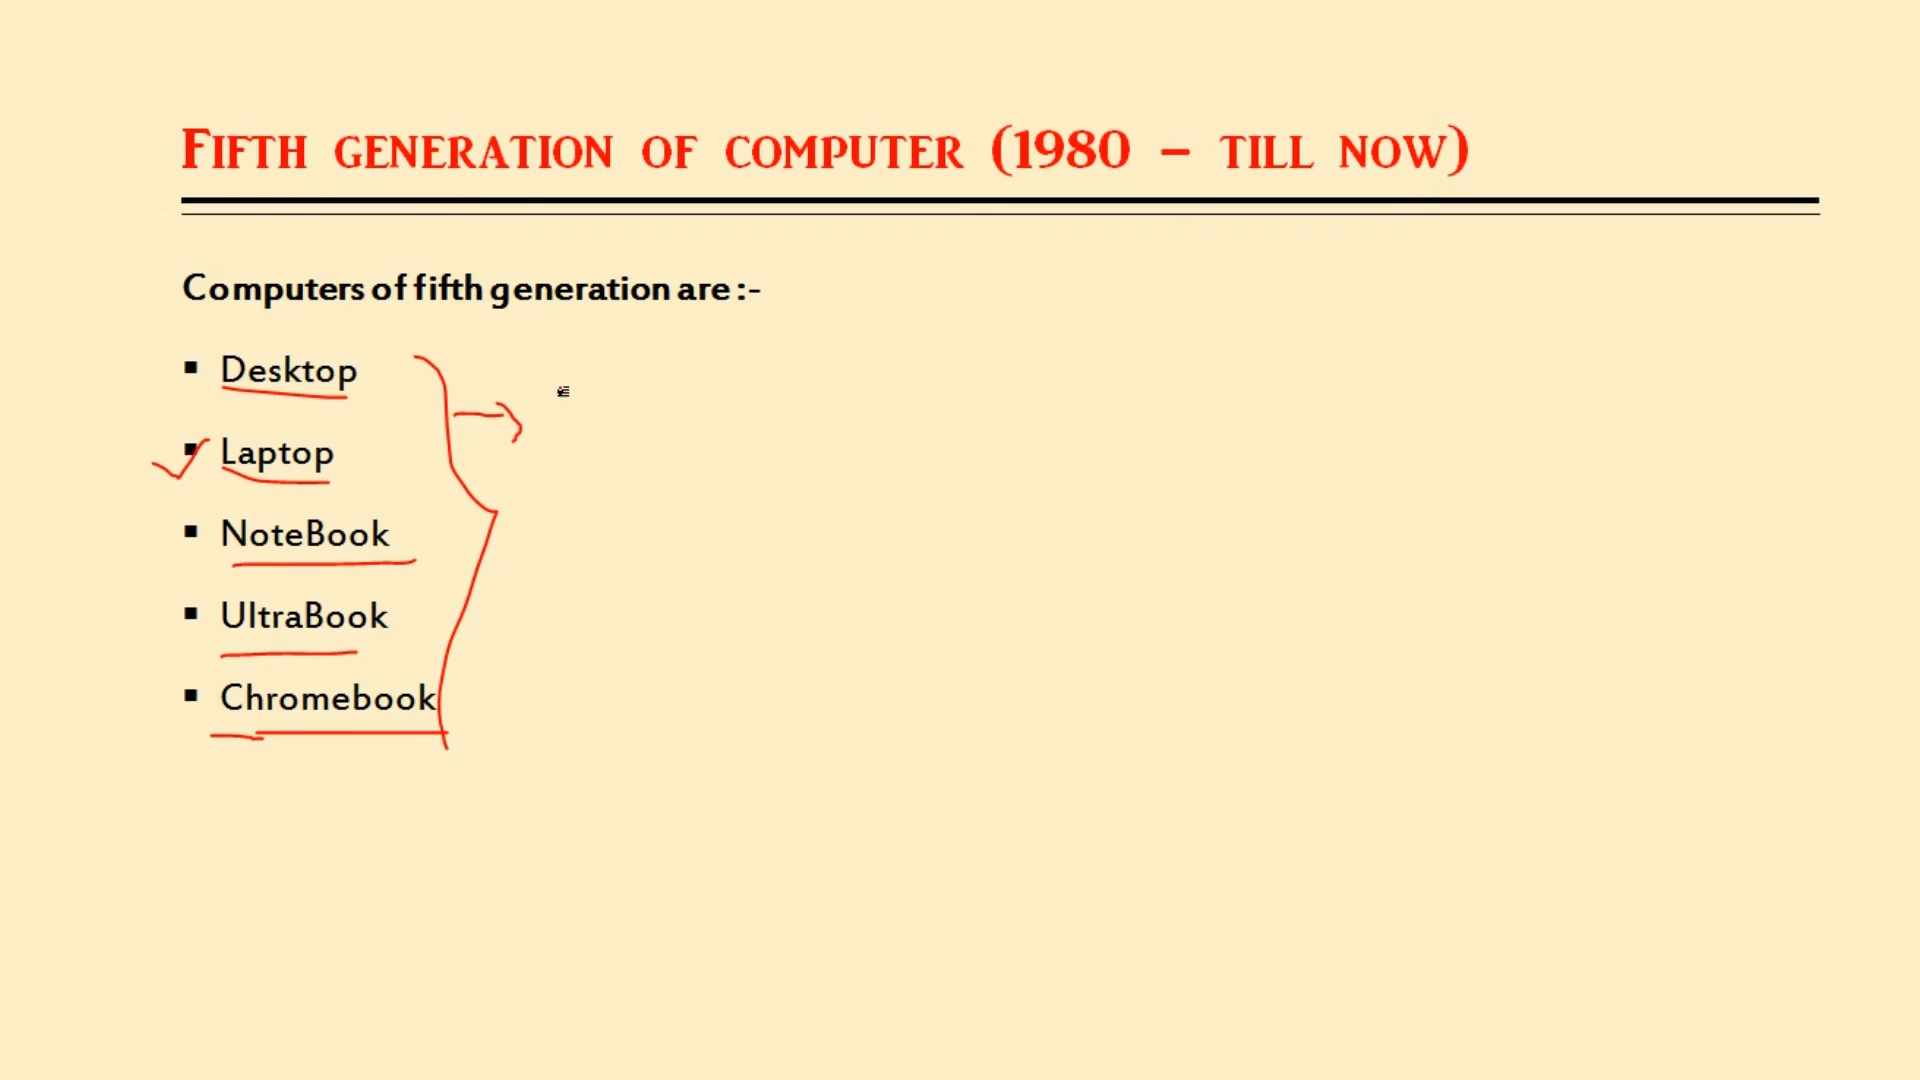 FIFTH GENERATION OF COMPUTER (1980 – TILL NOW)
Computers of fifth generation are :-
▪ Desktop
▪ Laptop
▪ NoteBook
▪ UltraBook
▪ Chromebook